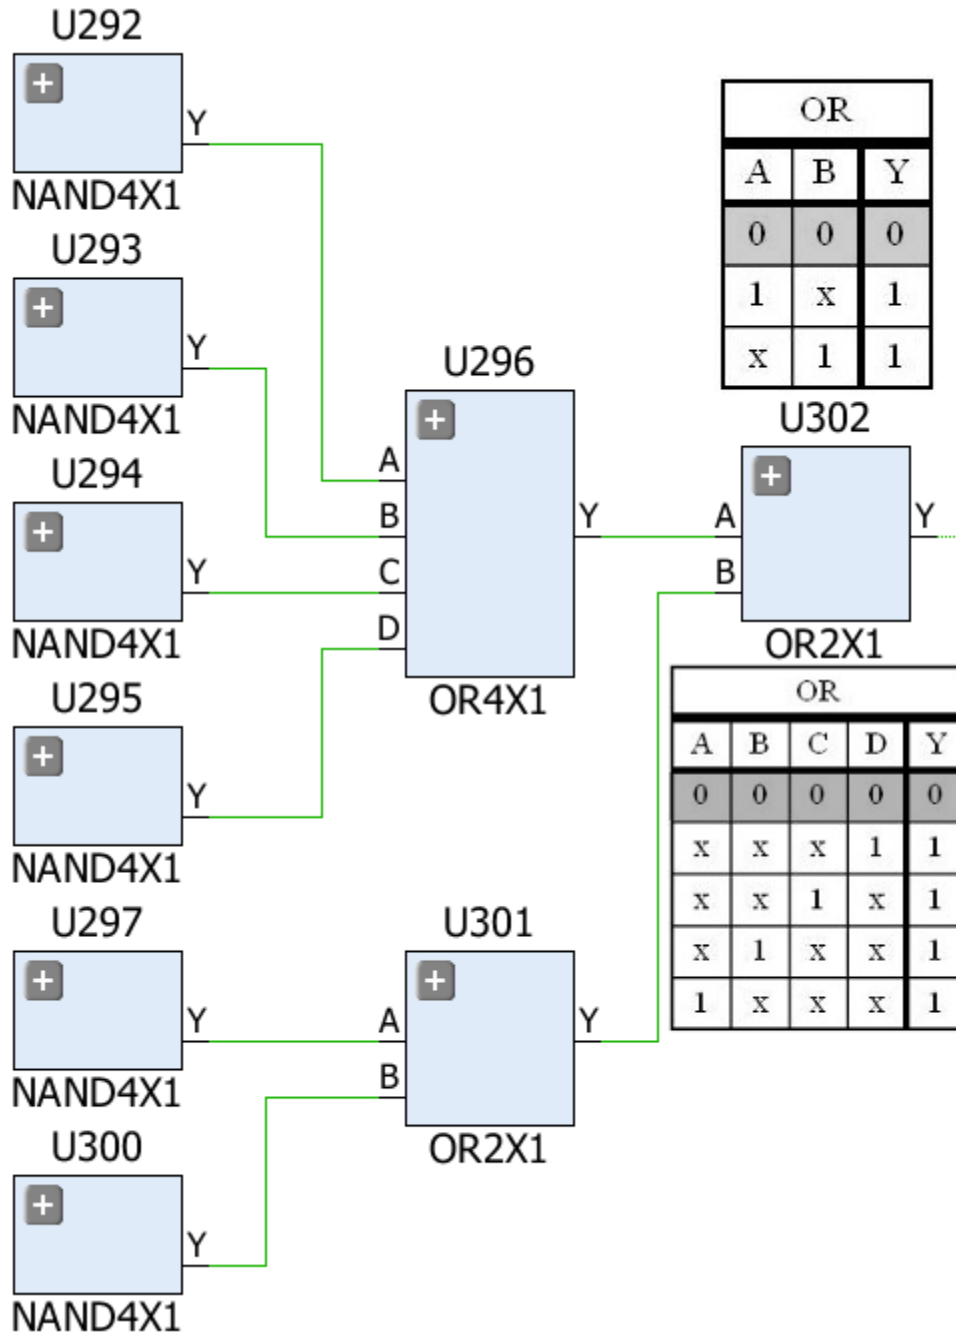 U292
Y
NAND4X1
U293
Y
NAND4X1
U294
Y
NAND4X1
U295
Y
NAND4X1
U297
Y
NAND4X1
U300
Y
NAND4X1
U296
A
B
C
D
Y
OR4X1
U301
A
B
Y
OR2X1
OR
A B Y
0 0 0
1 x 1
x 1 1
U302
A
B
Y
OR2X1
OR
A B C D Y
0 0 0 0 0
x x x 1 1
x x 1 x 1
x 1 x x 1
1 x x x 1